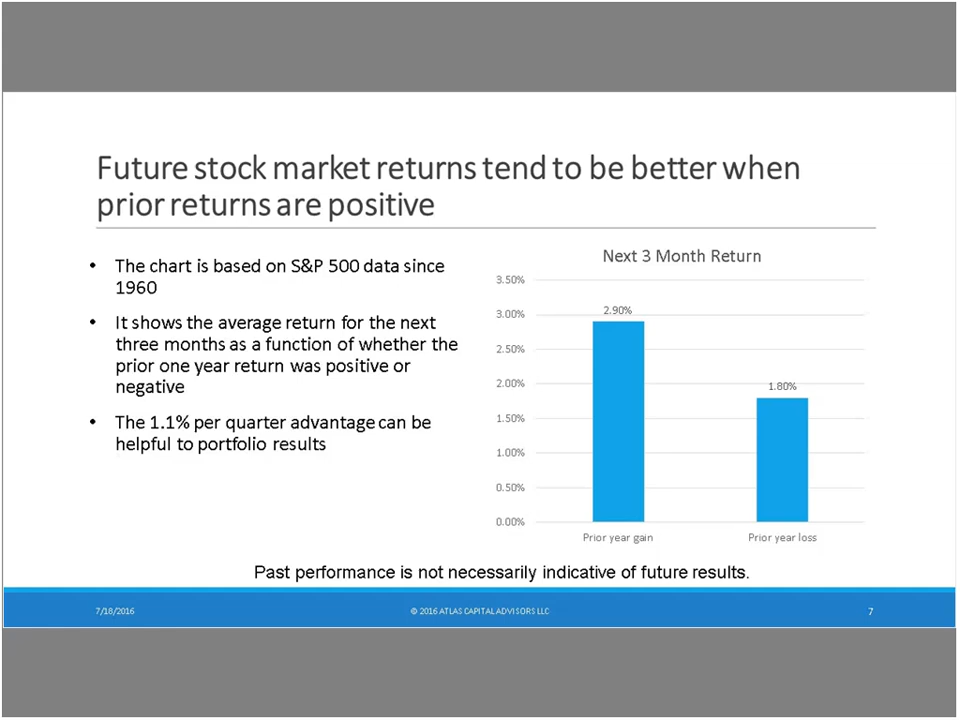 Future stock market returns tend to be better when
prior returns are positive
• The chart is based on S&P 500 data since
1960
• It shows the average return for the next
three months as a function of whether the
prior one year return was positive or
negative
• The 1.1% per quarter advantage can be
helpful to portfolio results
Next 3 Month Return
3.50%
3.00%
2.50%
2.00%
1.50%
1.00%
0.50%
0.00%
2.90%
1.80%
Prior year gain
Prior year loss
Past performance is not necessarily indicative of future results.
7/18/2016
© 2016 ATLAS CAPITAL ADVISORS LLC
7